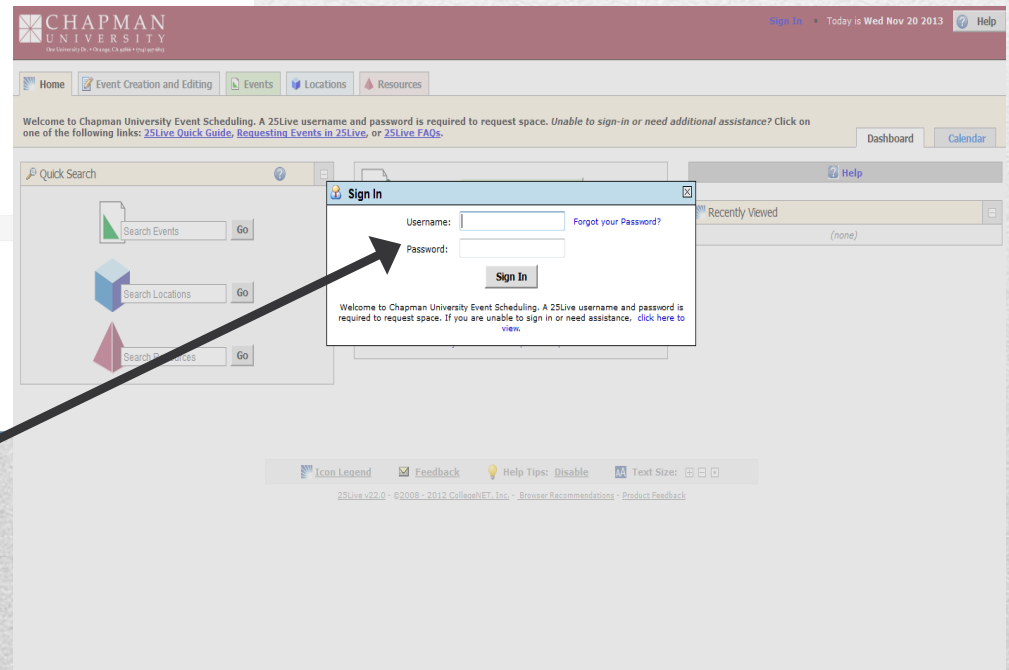 CHAPMAN
UNIVERSITY
Sign In • Today is Wed Nov 20 2013 Help
Home Event Creation and Editing Events Locations Resources
Welcome to Chapman University Event Scheduling. A 25Live username and password is required to request space. Unable to sign-in or need additional assistance? Click on
one of the following links: 25Live Quick Guide, Requesting Events in 25Live, or 25Live FAQs.
Dashboard Calendar
Quick Search
Search Events Go
Search Locations Go
Go
Sign In
Username: Forgot your Password?
Password:
Sign In
Welcome to Chapman University Event Scheduling. A 25Live username and password is
required to request space. If you are unable to sign in or need assistance, click here to
view.
Help
Recently Viewed
(none)
Icon Legend Feedback Help Tips: Disable AA Text Size:
25Live v22.0 - ©2008 - 2012 CollegeNET, Inc. - Browser Recommendations - Product Feedback